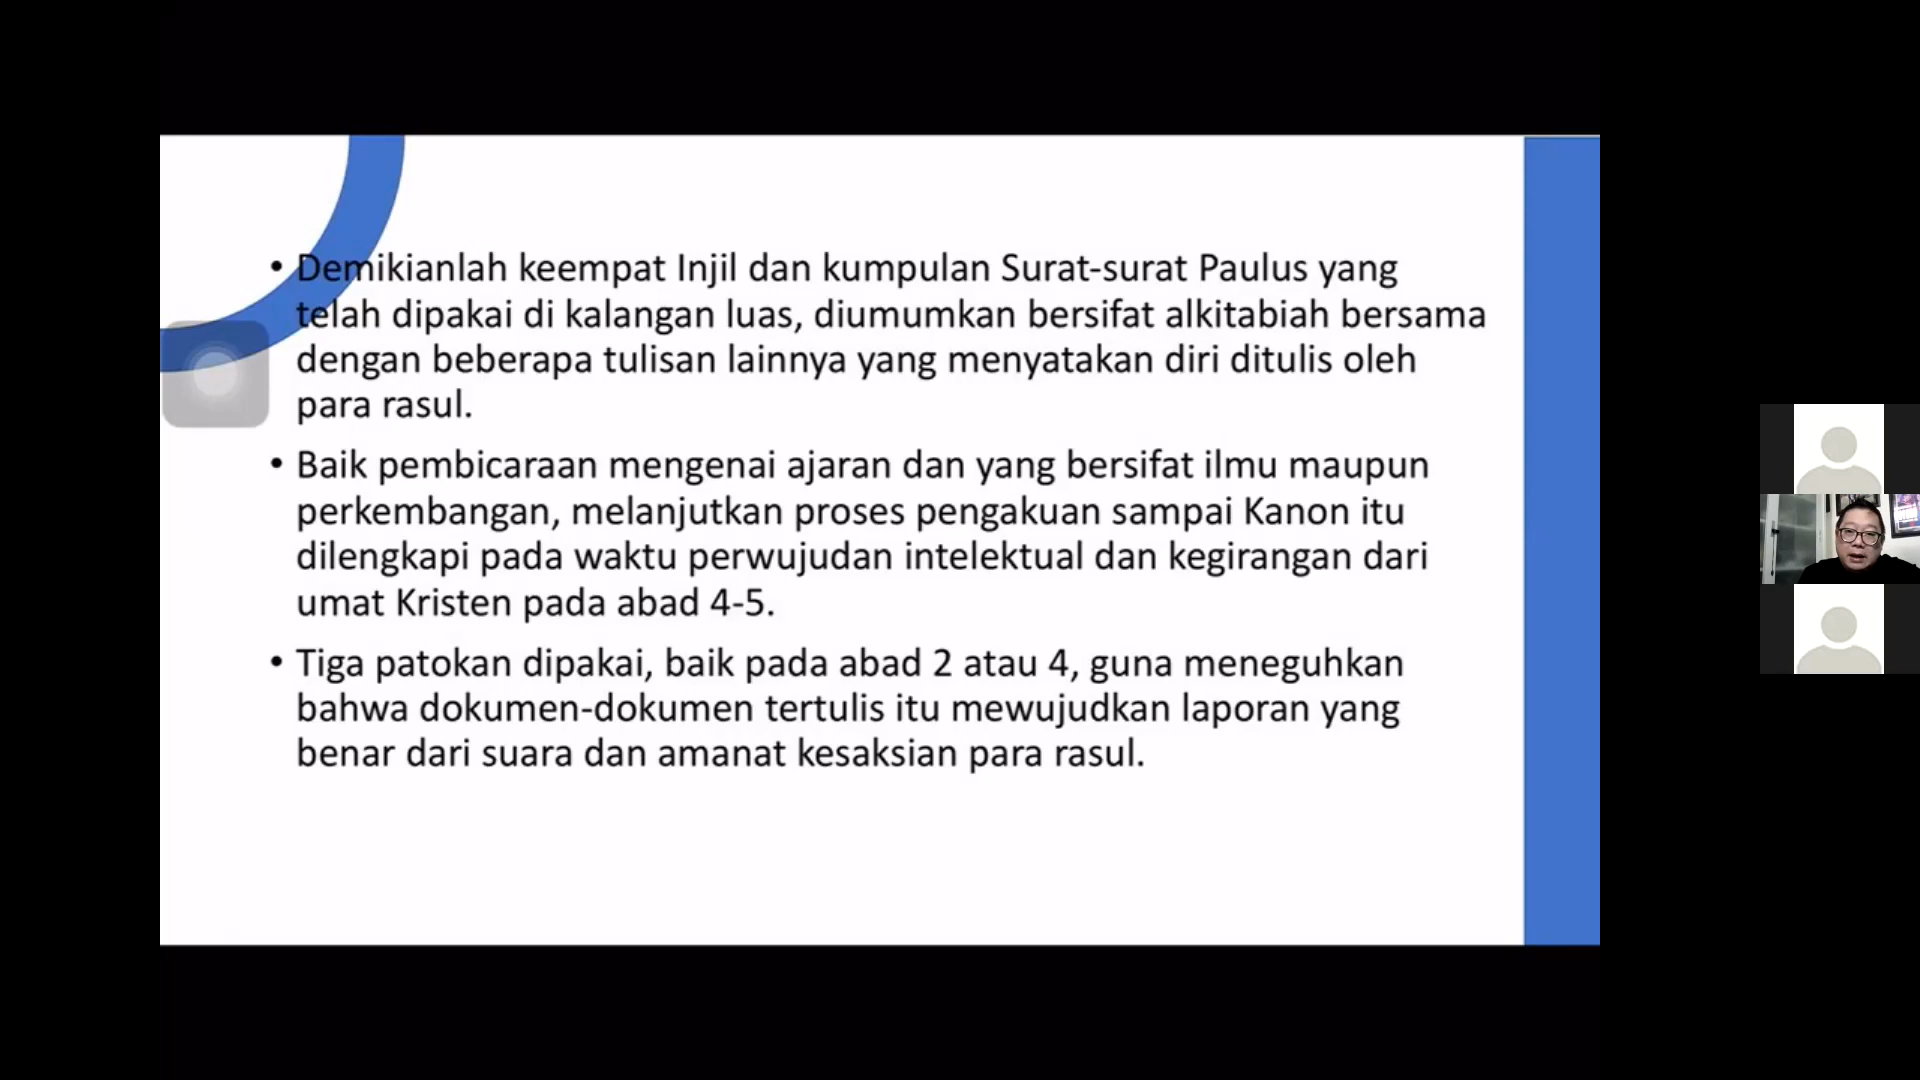 • Demikianlah keempat Injil dan kumpulan Surat-surat Paulus yang
telah dipakai di kalangan luas, diumumkan bersifat alkitabiah bersama
dengan beberapa tulisan lainnya yang menyatakan diri ditulis oleh
para rasul.
• Baik pembicaraan mengenai ajaran dan yang bersifat ilmu maupun
perkembangan, melanjutkan proses pengakuan sampai Kanon itu
dilengkapi pada waktu perwujudan intelektual dan kegirangan dari
umat Kristen pada abad 4-5.
• Tiga patokan dipakai, baik pada abad 2 atau 4, guna meneguhkan
bahwa dokumen-dokumen tertulis itu mewujudkan laporan yang
benar dari suara dan amanat kesaksian para rasul.